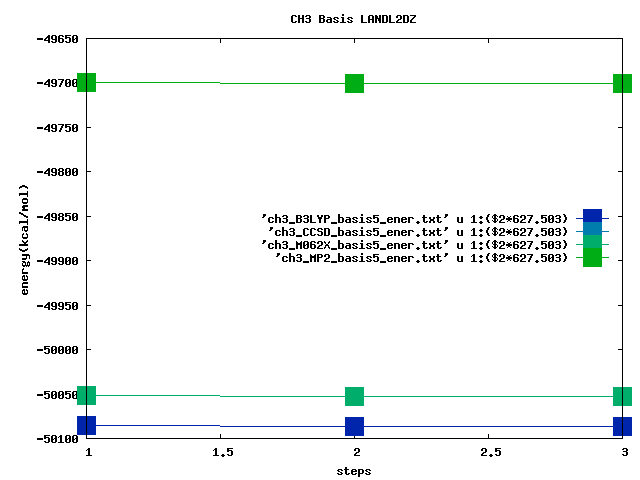 CH3 Basis LANDL2DZ
-49650
-49700
-49750
-49800
-49850
-49900
-49950
-50000
-50050
-50100
energy(kcal/mol)
'ch3_B3LYP_basis5_ener.txt' u 1:($2*627.503)
'ch3_CCSD_basis5_ener.txt' u 1:($2*627.503)
'ch3_M062X_basis5_ener.txt' u 1:($2*627.503)
'ch3_MP2_basis5_ener.txt' u 1:($2*627.503)
1 1.5 2 2.5 3
steps